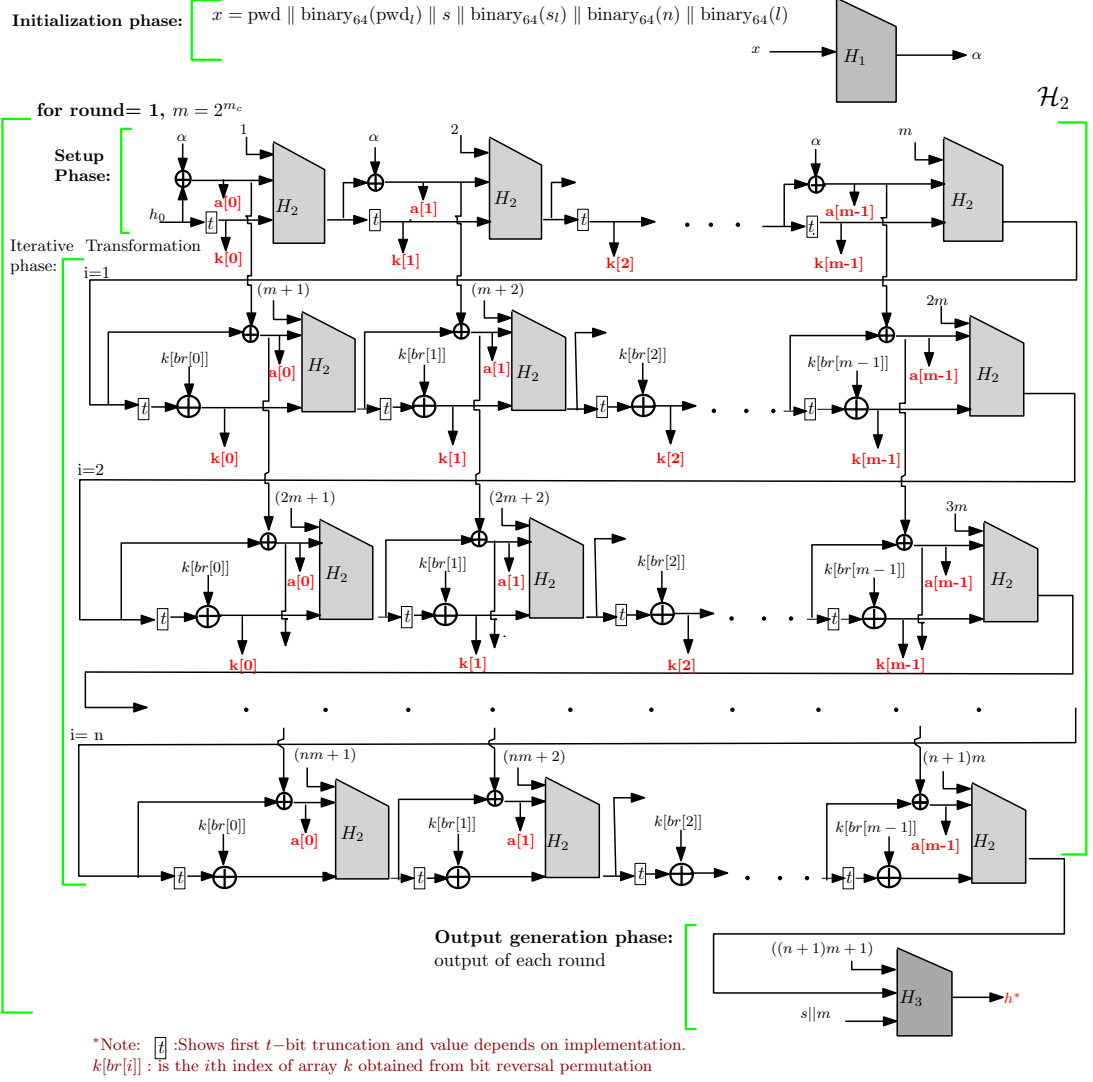 Initialization phase: x = pwd ∥ binary₆₄(pwdₗ) ∥ s ∥ binary₆₄(sₗ) ∥ binary₆₄(n) ∥ binary₆₄(l)
x H₁ α
for round= 1, m = 2^{m_c} ℋ₂
Setup Phase:
α 1 α 2 α m
H₂ H₂ H₂
a[0] a[1] a[m-1]
h₀ t t t t
k[0] k[1] k[2] k[m-1]
Iterative Transformation phase:
i=1
(m + 1) (m + 2) 2m
k[br[0]] k[br[1]] k[br[2]] k[br[m − 1]]
a[0] H₂ a[1] H₂ a[m-1] H₂
t t t t
k[0] k[1] k[2] k[m-1]
i=2
(2m + 1) (2m + 2) 3m
k[br[0]] k[br[1]] k[br[2]] k[br[m − 1]]
a[0] H₂ a[1] H₂ a[m-1] H₂
t t t t
k[0] k[1] k[2] k[m-1]
i= n
(nm + 1) (nm + 2) (n + 1)m
k[br[0]] k[br[1]] k[br[2]] k[br[m − 1]]
a[0] H₂ a[1] H₂ a[m-1] H₂
t t t t
Output generation phase:
output of each round
((n + 1)m + 1)
H₃ h*
s||m
*Note: t :Shows first t−bit truncation and value depends on implementation.
k[br[i]] : is the ith index of array k obtained from bit reversal permutation